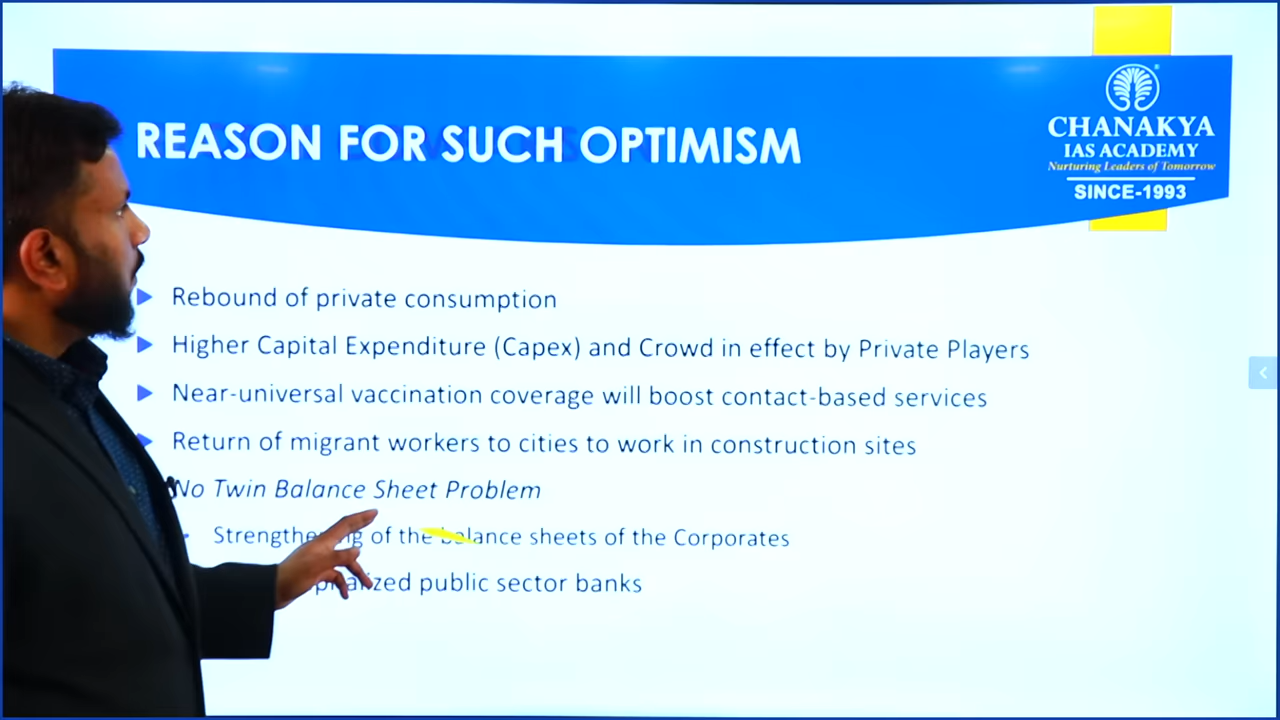 REASON FOR SUCH OPTIMISM
CHANAKYA
IAS ACADEMY
Nurturing Leaders of Tomorrow
SINCE-1993
Rebound of private consumption
Higher Capital Expenditure (Capex) and Crowd in effect by Private Players
Near-universal vaccination coverage will boost contact-based services
Return of migrant workers to cities to work in construction sites
No Twin Balance Sheet Problem
Strengthening of the balance sheets of the Corporates
public sector banks